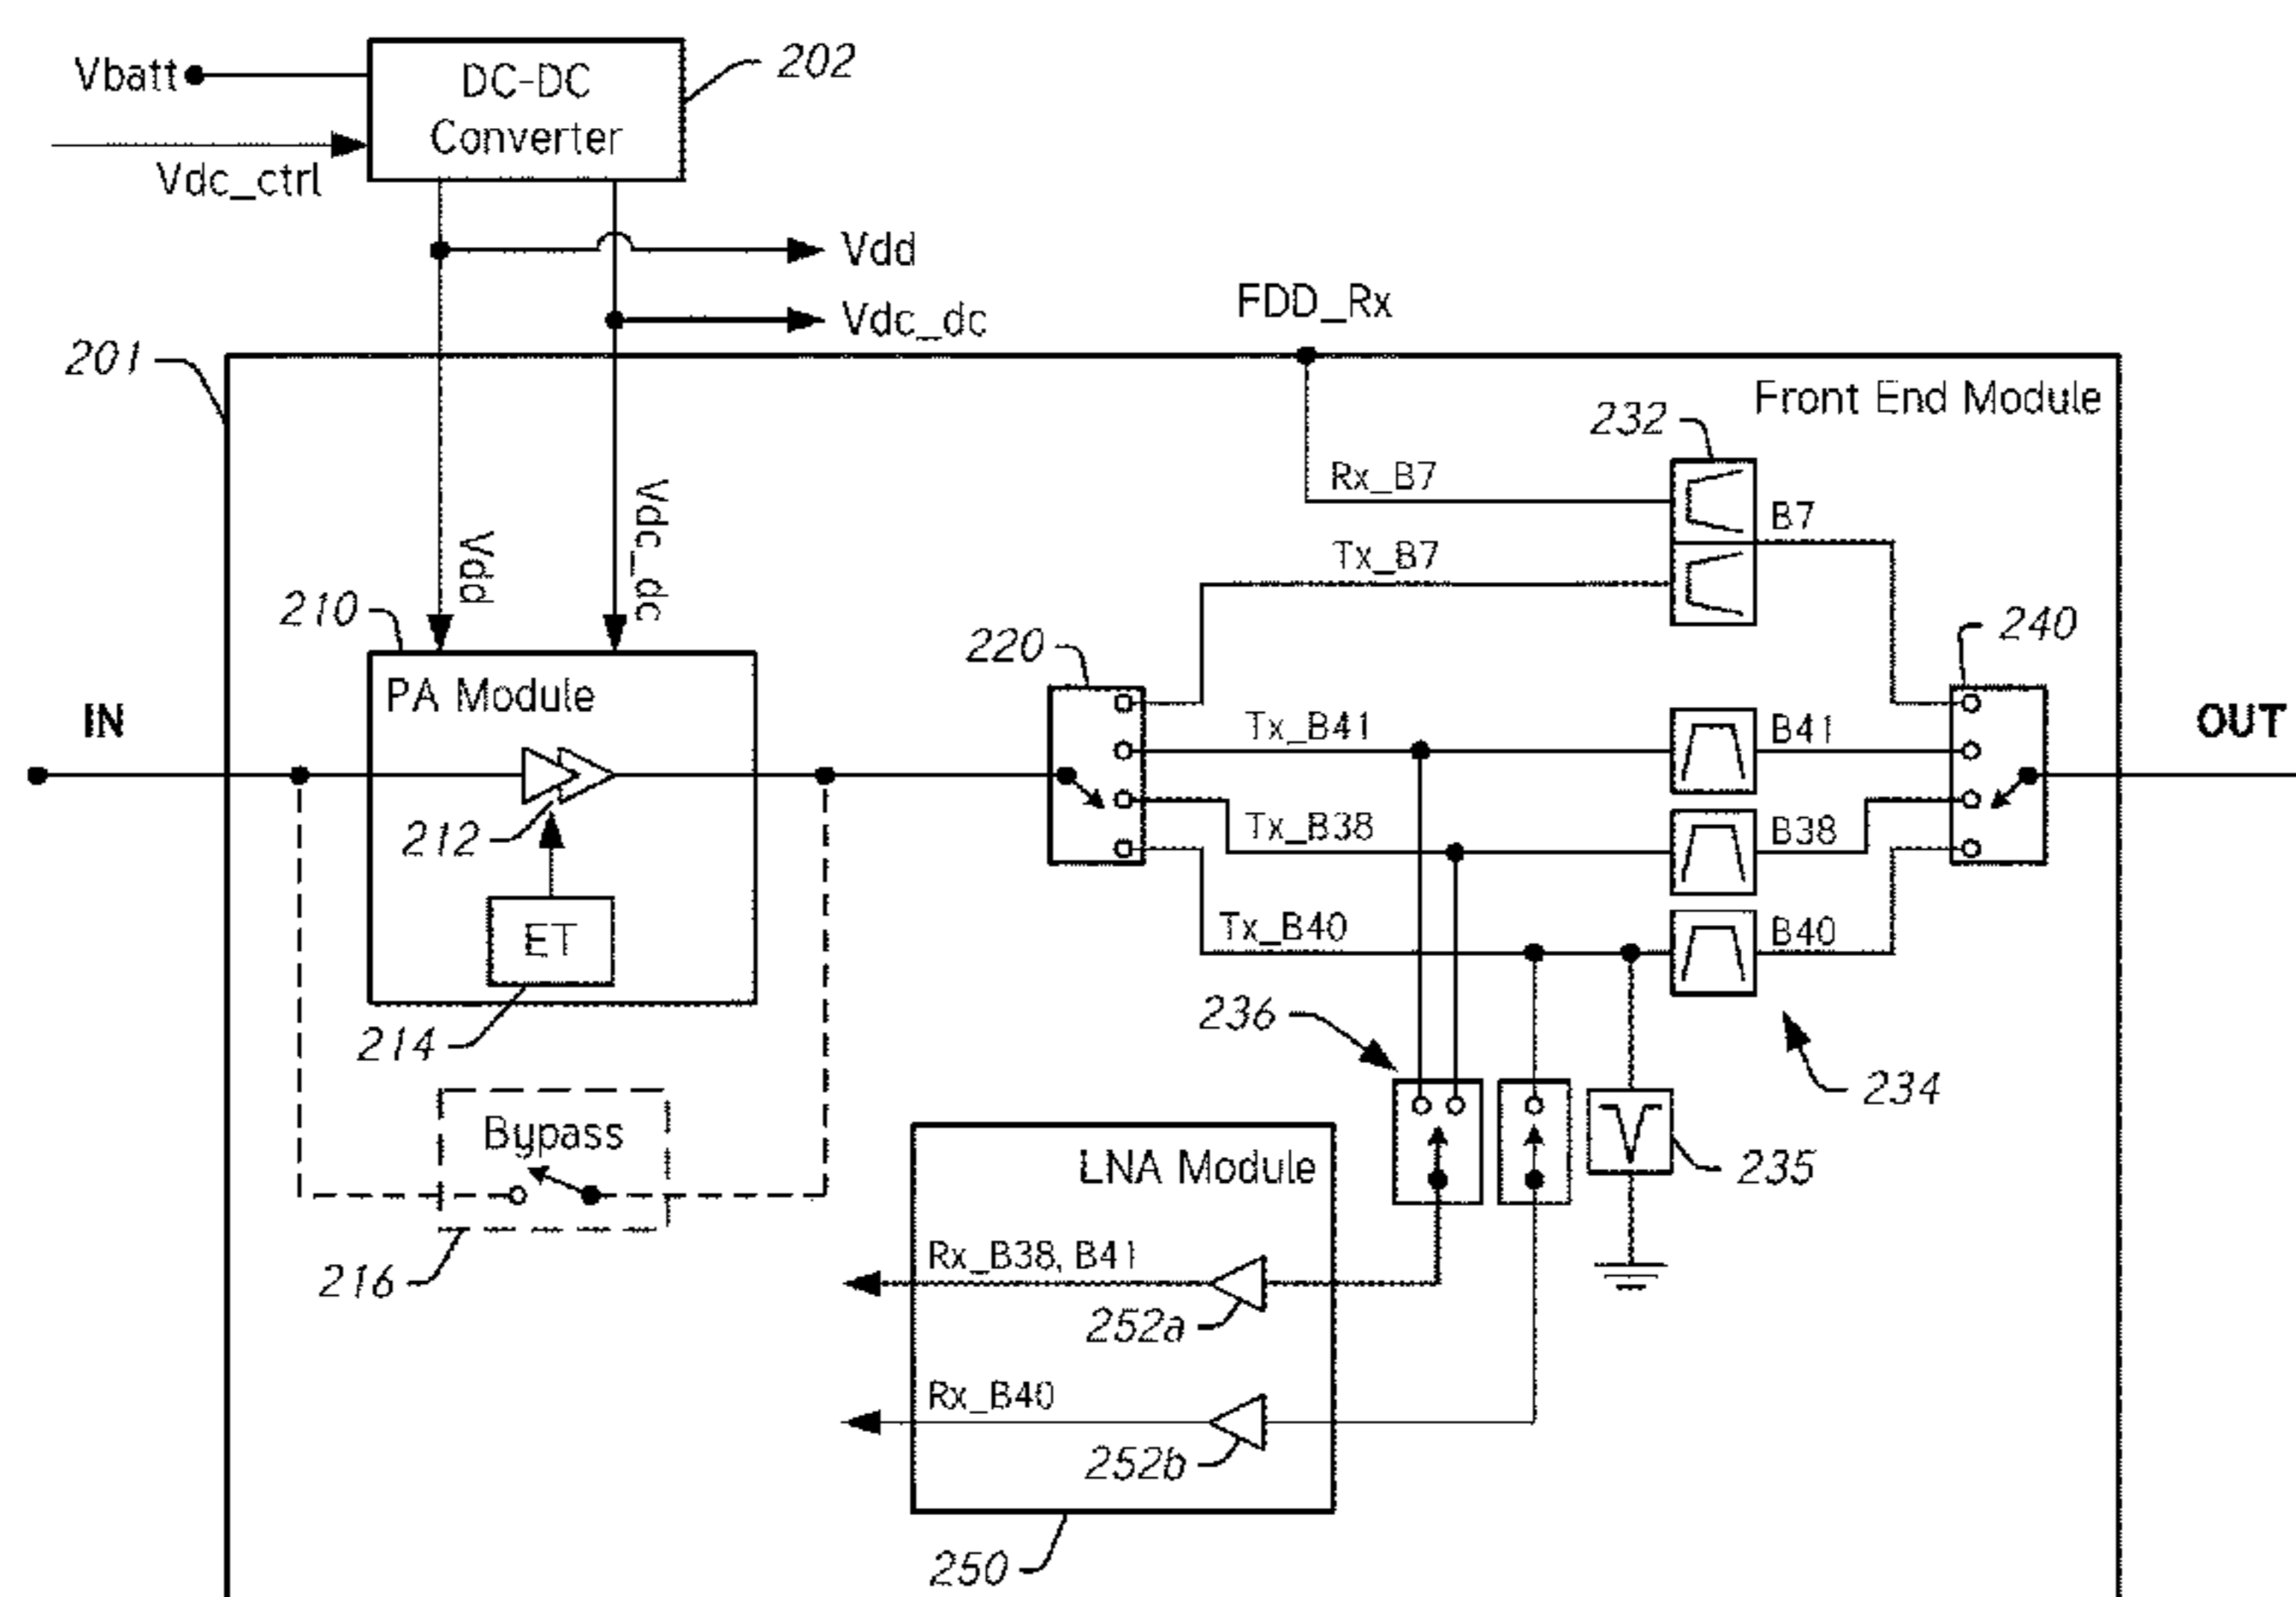 Vbatt
DC-DC
Converter
202
Vdc_ctrl
Vdd
Vdc_dc
FDD_Rx
201
Front End Module
232
Rx_B7
B7
Vdd
Vdc_dc
Tx_B7
210
220
240
PA Module
IN
Tx_B41
B41
OUT
212
Tx_B38
B38
ET
Tx_B40
B40
214
236
234
Bypass
LNA Module
235
216
Rx_B38, B41
252a
Rx_B40
252b
250